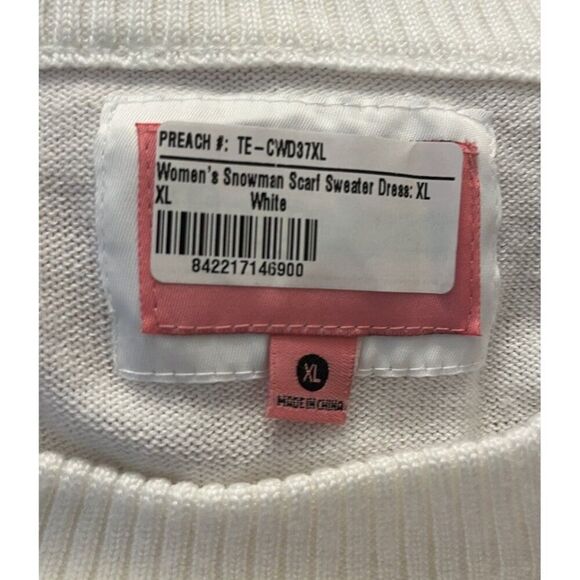 PREACH #: TE-CWD37XL
Women's Snowman Scarf Sweater Dress: XL
XL White
842217146900
XL
MADE IN CHINA